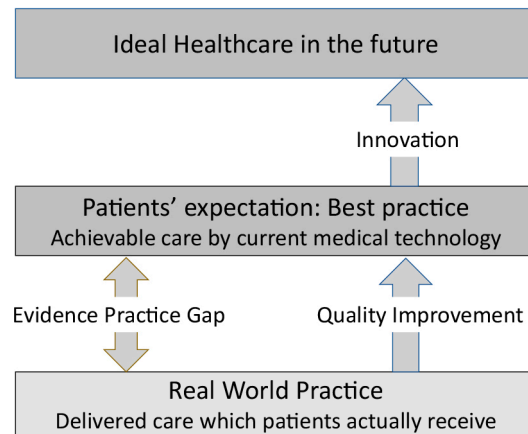 Ideal Healthcare in the future
Innovation
Patients’ expectation: Best practice
Achievable care by current medical technology
Evidence Practice Gap
Quality Improvement
Real World Practice
Delivered care which patients actually receive